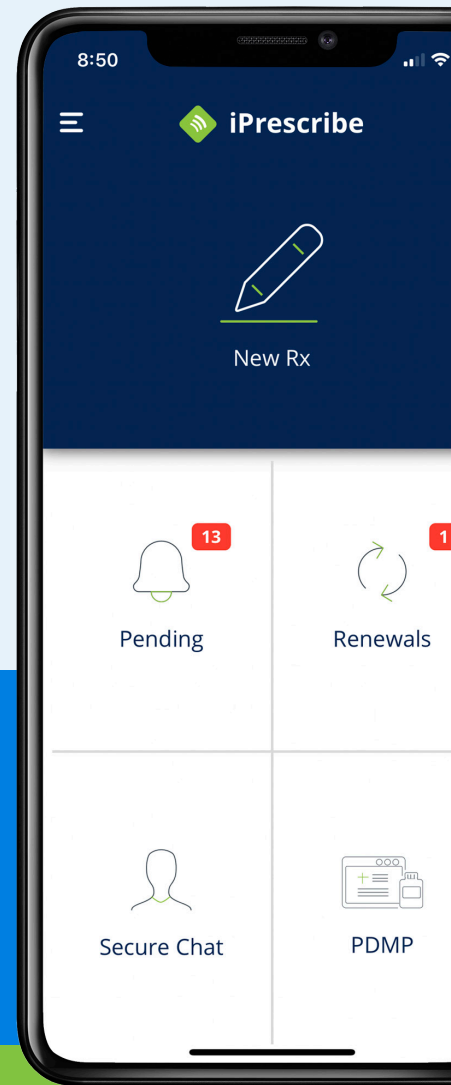 8:50
iPrescribe
New Rx
13
Pending
Renewals
Secure Chat
PDMP